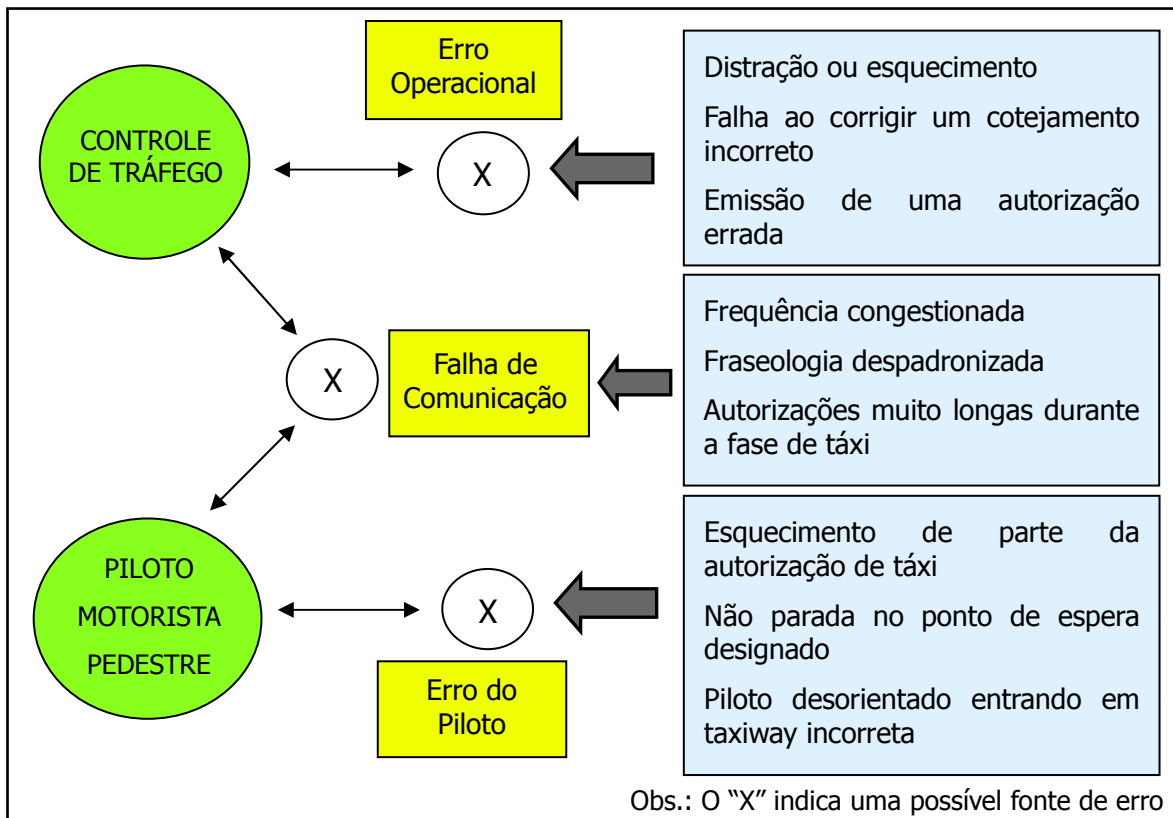 CONTROLE
DE TRÁFEGO
Erro
Operacional
X
Distração ou esquecimento
Falha ao corrigir um cotejamento
incorreto
Emissão de uma autorização
errada
X
Falha de
Comunicação
Frequência congestionada
Fraseologia despadronizada
Autorizações muito longas durante
a fase de táxi
PILOTO
MOTORISTA
PEDESTRE
X
Erro do
Piloto
Esquecimento de parte da
autorização de táxi
Não parada no ponto de espera
designado
Piloto desorientado entrando em
taxiway incorreta
Obs.: O “X” indica uma possível fonte de erro